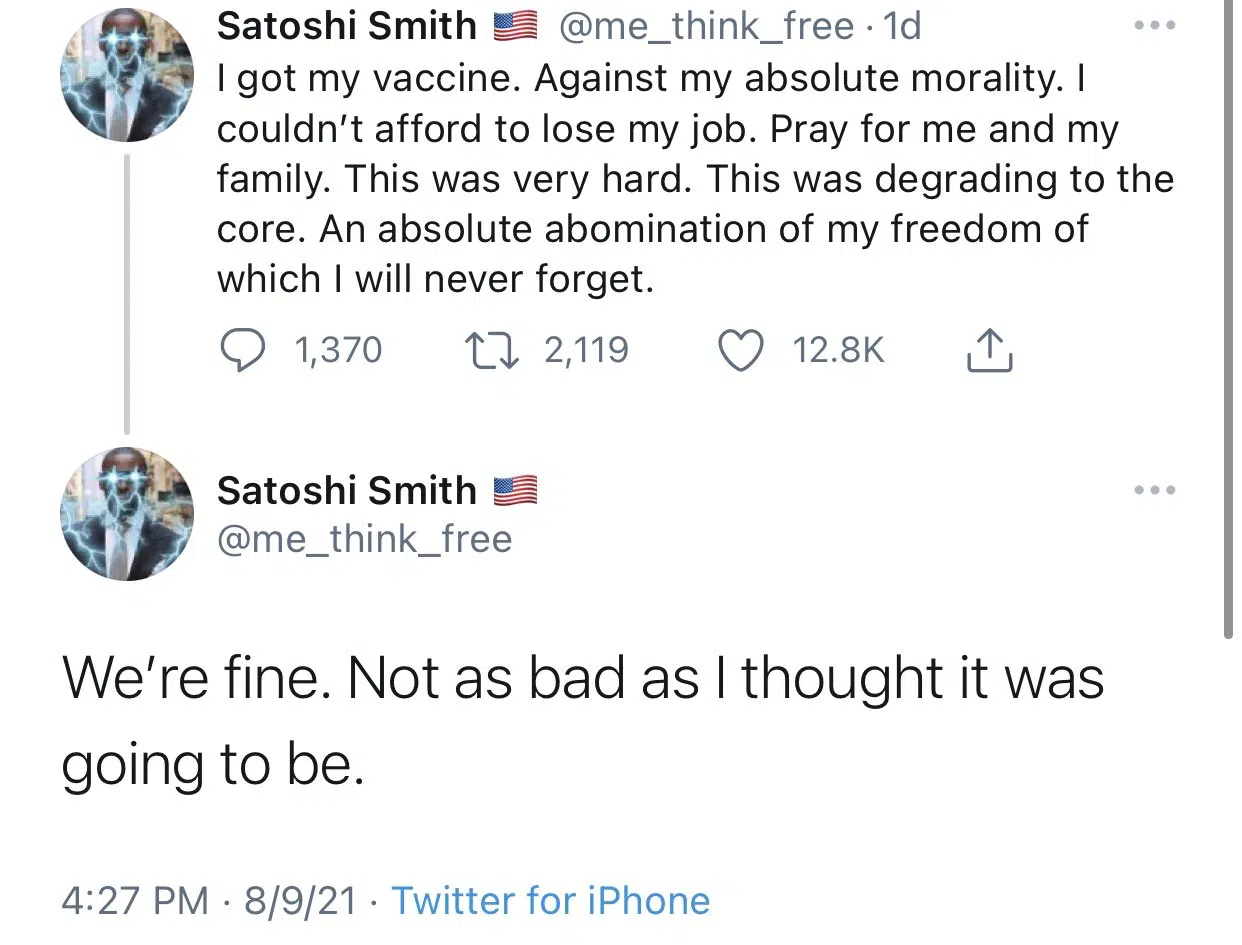 Satoshi Smith 🇺🇸 @me_think_free · 1d
I got my vaccine. Against my absolute morality. I
couldn’t afford to lose my job. Pray for me and my
family. This was very hard. This was degrading to the
core. An absolute abomination of my freedom of
which I will never forget.
1,370 2,119 12.8K
Satoshi Smith 🇺🇸
@me_think_free
We’re fine. Not as bad as I thought it was
going to be.
4:27 PM · 8/9/21 · Twitter for iPhone